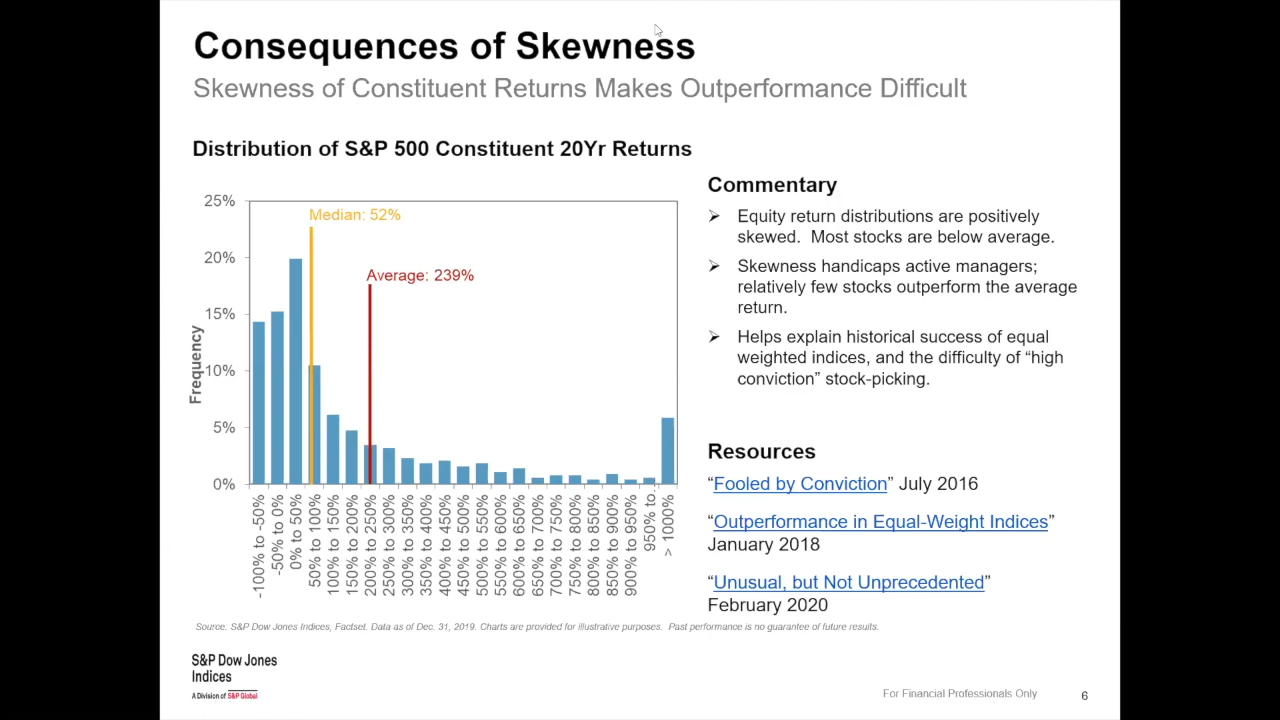 Consequences of Skewness
Skewness of Constituent Returns Makes Outperformance Difficult
Distribution of S&P 500 Constituent 20Yr Returns
25%
20%
15%
10%
5%
0%
Frequency
Median: 52%
Average: 239%
-100% to -50%
-50% to 0%
0% to 50%
50% to 100%
100% to 150%
150% to 200%
200% to 250%
250% to 300%
300% to 350%
350% to 400%
400% to 450%
450% to 500%
500% to 550%
550% to 600%
600% to 650%
650% to 700%
700% to 750%
750% to 800%
800% to 850%
850% to 900%
900% to 950%
950% to...
> 1000%
Commentary
➢ Equity return distributions are positively
skewed. Most stocks are below average.
➢ Skewness handicaps active managers;
relatively few stocks outperform the average
return.
➢ Helps explain historical success of equal
weighted indices, and the difficulty of “high
conviction” stock-picking.
Resources
“Fooled by Conviction” July 2016
“Outperformance in Equal-Weight Indices”
January 2018
“Unusual, but Not Unprecedented”
February 2020
Source: S&P Dow Jones Indices, Factset. Data as of Dec. 31, 2019. Charts are provided for illustrative purposes. Past performance is no guarantee of future results.
S&P Dow Jones
Indices
A Division of S&P Global
For Financial Professionals Only
6